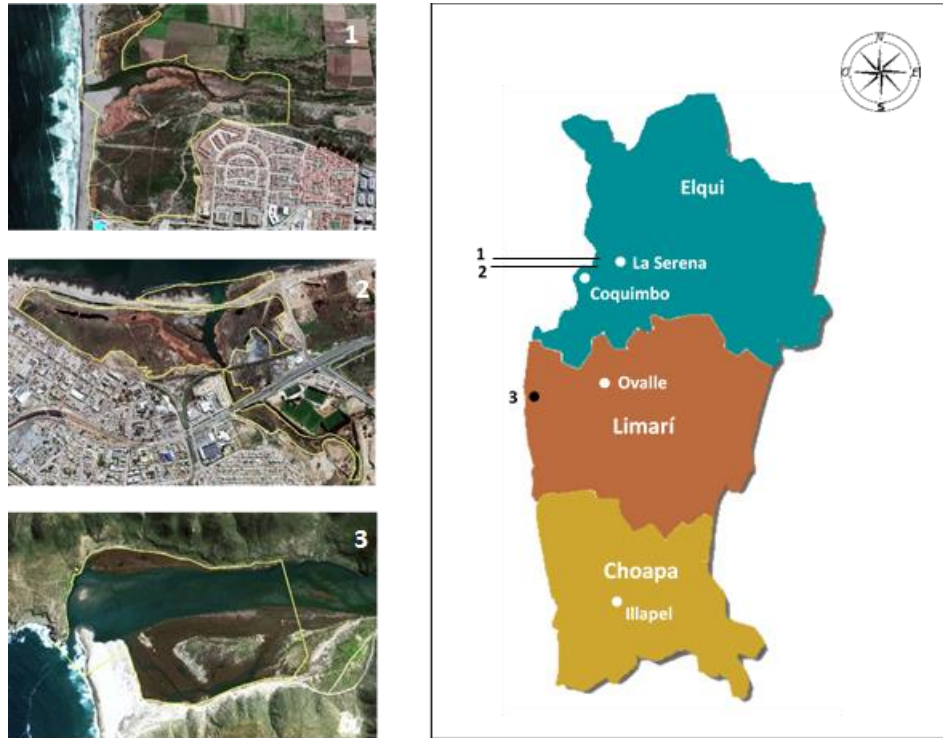 1
2
3
N
O
E
S
Elqui
1
La Serena
2
Coquimbo
Ovalle
3
Limarí
Choapa
Illapel